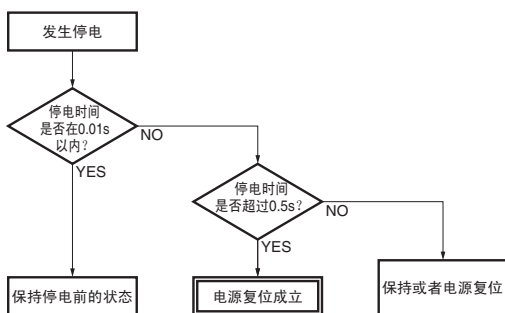 发生停电
停电时间
是否在0.01s
以内？
NO
YES
停电时间
是否超过0.5s？
NO
YES
保持停电前的状态
电源复位成立
保持或者电源复位